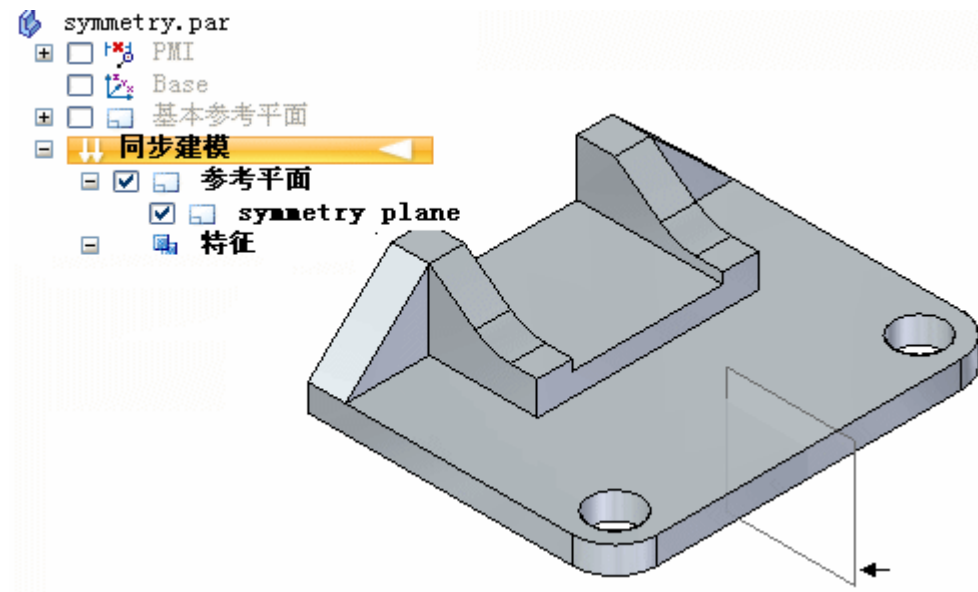 symmetry.par
PMI
Base
基本参考平面
同步建模
参考平面
symmetry plane
特征